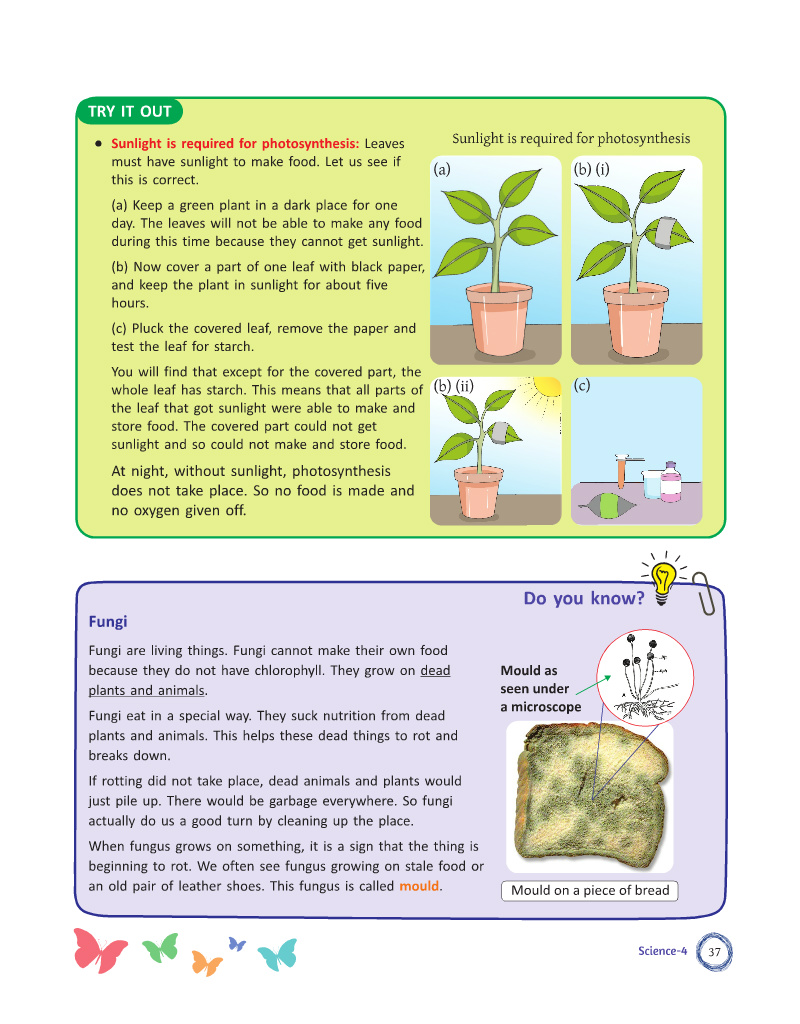 TRY IT OUT
• Sunlight is required for photosynthesis: Leaves
must have sunlight to make food. Let us see if
this is correct.
(a) Keep a green plant in a dark place for one
day. The leaves will not be able to make any food
during this time because they cannot get sunlight.
(b) Now cover a part of one leaf with black paper,
and keep the plant in sunlight for about five
hours.
(c) Pluck the covered leaf, remove the paper and
test the leaf for starch.
You will find that except for the covered part, the
whole leaf has starch. This means that all parts of
the leaf that got sunlight were able to make and
store food. The covered part could not get
sunlight and so could not make and store food.
At night, without sunlight, photosynthesis
does not take place. So no food is made and
no oxygen given off.
Sunlight is required for photosynthesis
(a)
(b) (i)
(b) (ii)
(c)
Do you know?
Fungi
Fungi are living things. Fungi cannot make their own food
because they do not have chlorophyll. They grow on dead
plants and animals.
Fungi eat in a special way. They suck nutrition from dead
plants and animals. This helps these dead things to rot and
breaks down.
If rotting did not take place, dead animals and plants would
just pile up. There would be garbage everywhere. So fungi
actually do us a good turn by cleaning up the place.
When fungus grows on something, it is a sign that the thing is
beginning to rot. We often see fungus growing on stale food or
an old pair of leather shoes. This fungus is called mould.
Mould as
seen under
a microscope
Mould on a piece of bread
Science-4
37